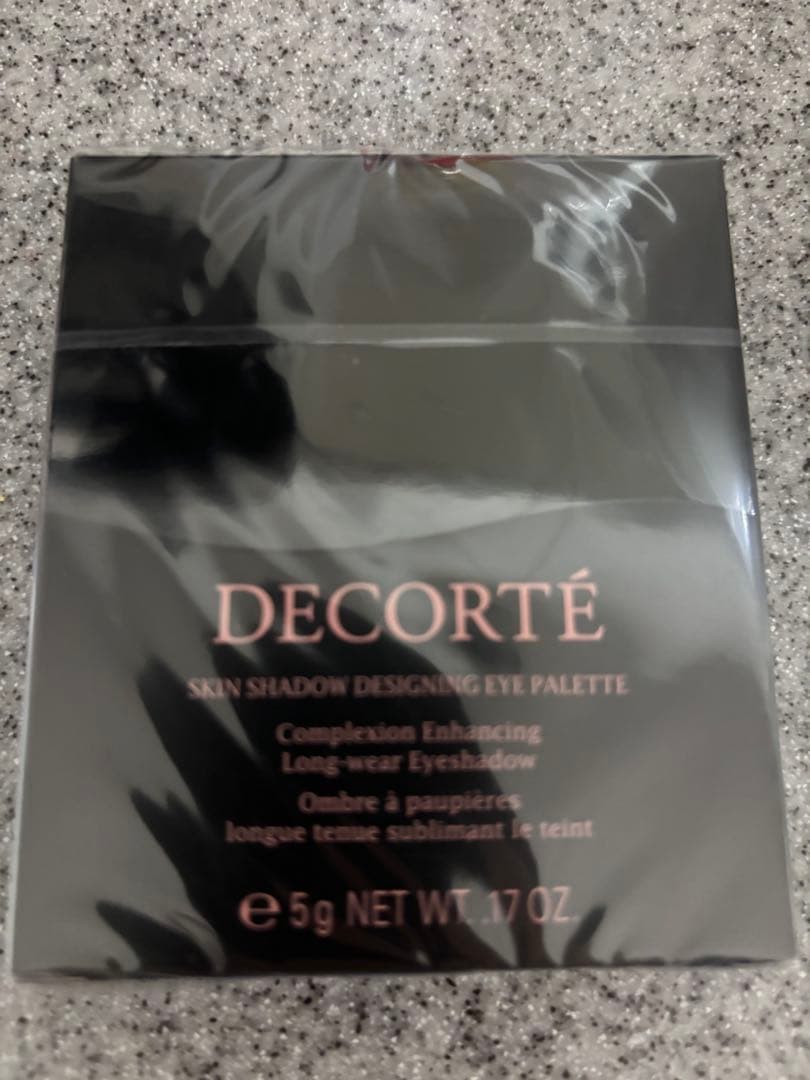 DECORTÉ
SKIN SHADOW DESIGNING EYE PALETTE
Complexion Enhancing
Long-wear Eyeshadow
Ombre à paupières
longue tenue sublimant le teint
℮ 5g NET WT. .17 OZ.